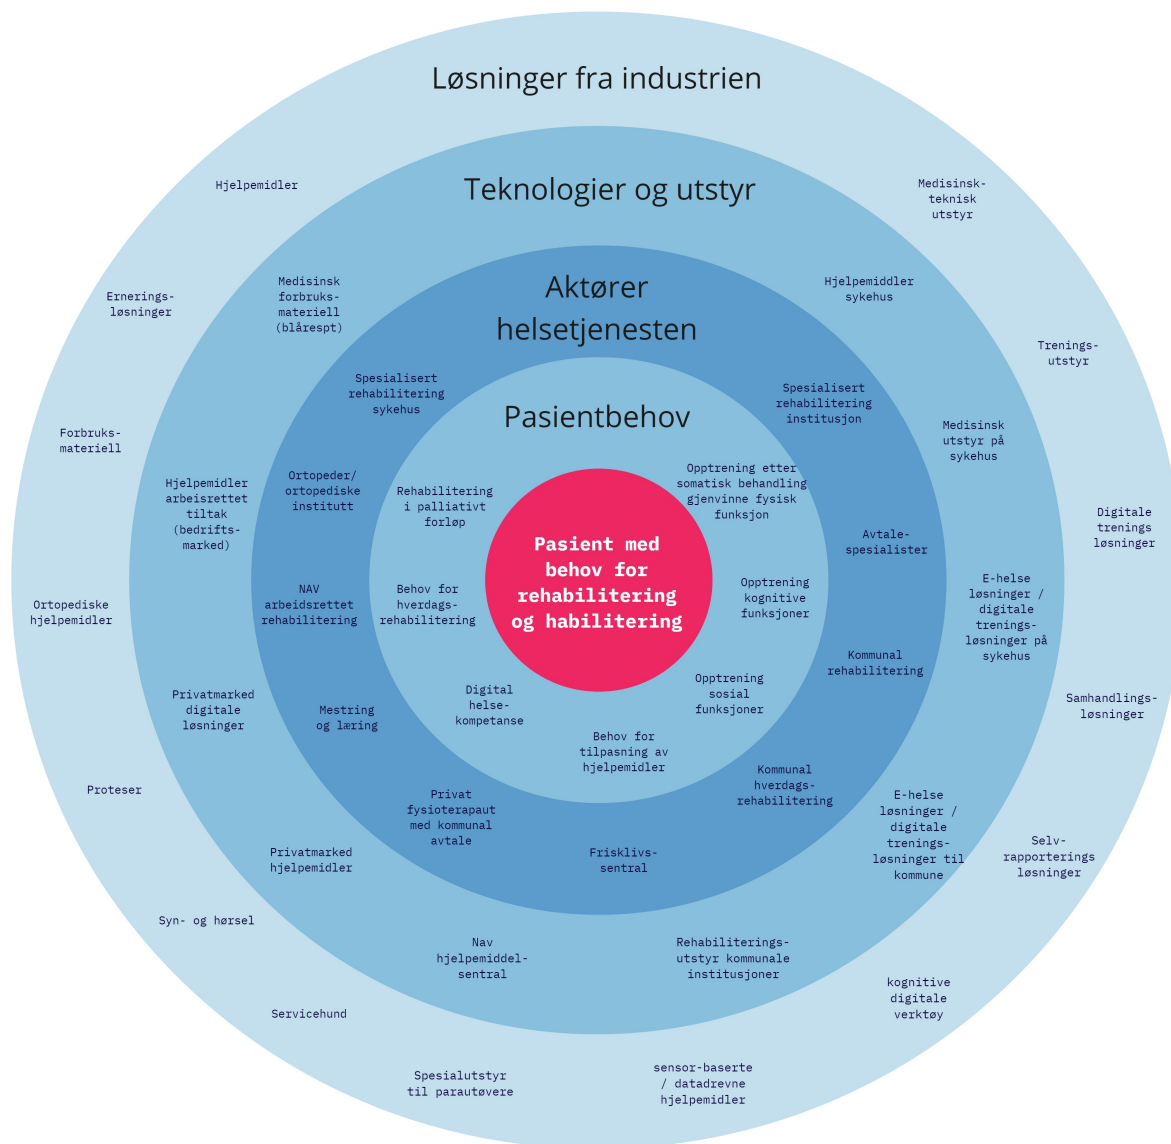 Løsninger fra industrien
Hjelpemidler
Medisinsk-
teknisk
utstyr
Ernerings-
løsninger
Trenings-
utstyr
Forbruks-
materiell
Digitale
trenings
løsninger
Ortopediske
hjelpemidler
Samhandlings-
løsninger
Proteser
Selv-
rapporterings
løsninger
Syn- og hørsel
kognitive
digitale
verktøy
Servicehund
Spesialutstyr
til parautøvere
sensor-baserte
/ datadrevne
hjelpemidler
Teknologier og utstyr
Medisinsk
forbruks-
materiell
(blårespt)
Hjelpemiddler
sykehus
Medisinsk
utstyr på
sykehus
Hjelpemidler
arbeisrettet
tiltak
(bedrifts-
marked)
E-helse
løsninger /
digitale
trenings-
løsninger på
sykehus
Privatmarked
digitale
løsninger
E-helse
løsninger /
digitale
trenings-
løsninger til
kommune
Privatmarked
hjelpemidler
Nav
hjelpemiddel-
sentral
Rehabiliterings-
utstyr kommunale
institusjoner
Aktører
helsetjenesten
Spesialisert
rehabilitering
sykehus
Spesialisert
rehabilitering
institusjon
Ortopeder/
ortopediske
institutt
Avtale-
spesialister
NAV
arbeidsrettet
rehabilitering
Kommunal
rehabilitering
Mestring
og læring
Kommunal
hverdags-
rehabilitering
Privat
fysioterapaut
med kommunal
avtale
Frisklivs-
sentral
Pasientbehov
Rehabilitering
i palliativt
forløp
Opptrening etter
somatisk behandling
gjenvinne fysisk
funksjon
Behov for
hverdags-
rehabilitering
Opptrening
kognitive
funksjoner
Digital
helse-
kompetanse
Opptrening
sosial
funksjoner
Behov for
tilpasning av
hjelpemidler
Pasient med
behov for
rehabilitering
og habilitering